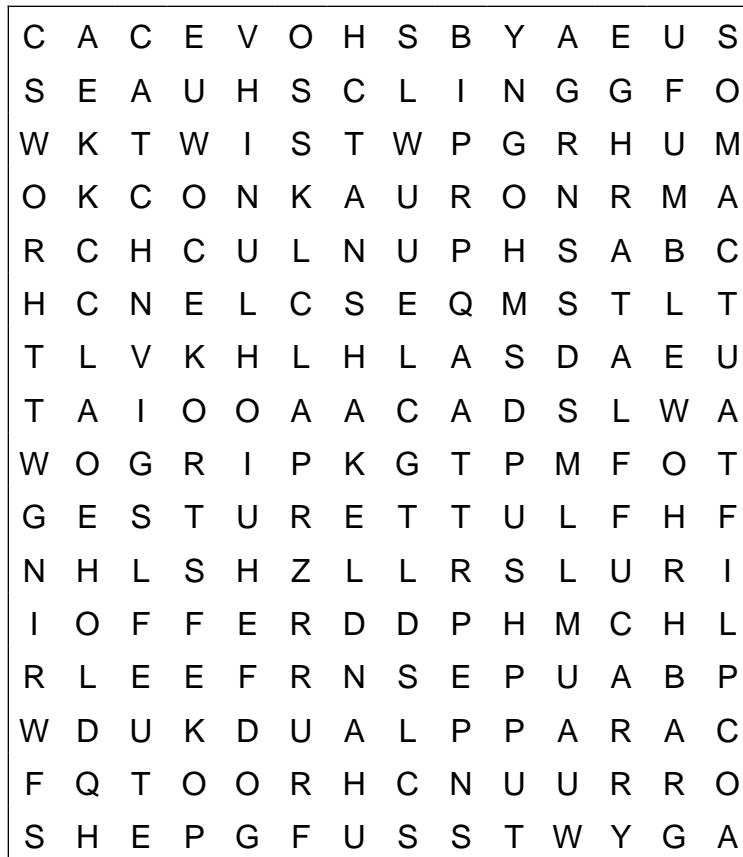 C A C E V O H S B Y A E U S
S E A U H S C L I N G G F O
W K T W I S T W P G R H U M
O K C O N K A U R O N R M A
R C H C U L N U P H S A B C
H C N E L C S E Q M S T L T
T L V K H L H L A S D A E U
T A I O O A A C A D S L W A
W O G R I P K G T P M F O T
G E S T U R E T T U L F H F
N H L S H Z L L R S L U R I
I O F F E R D D P H M C H L
R L E E F R N S E P U A B P
W D U K D U A L P P A R A C
F Q T O O R H C N U U R R O
S H E P G F U S S T W Y G A